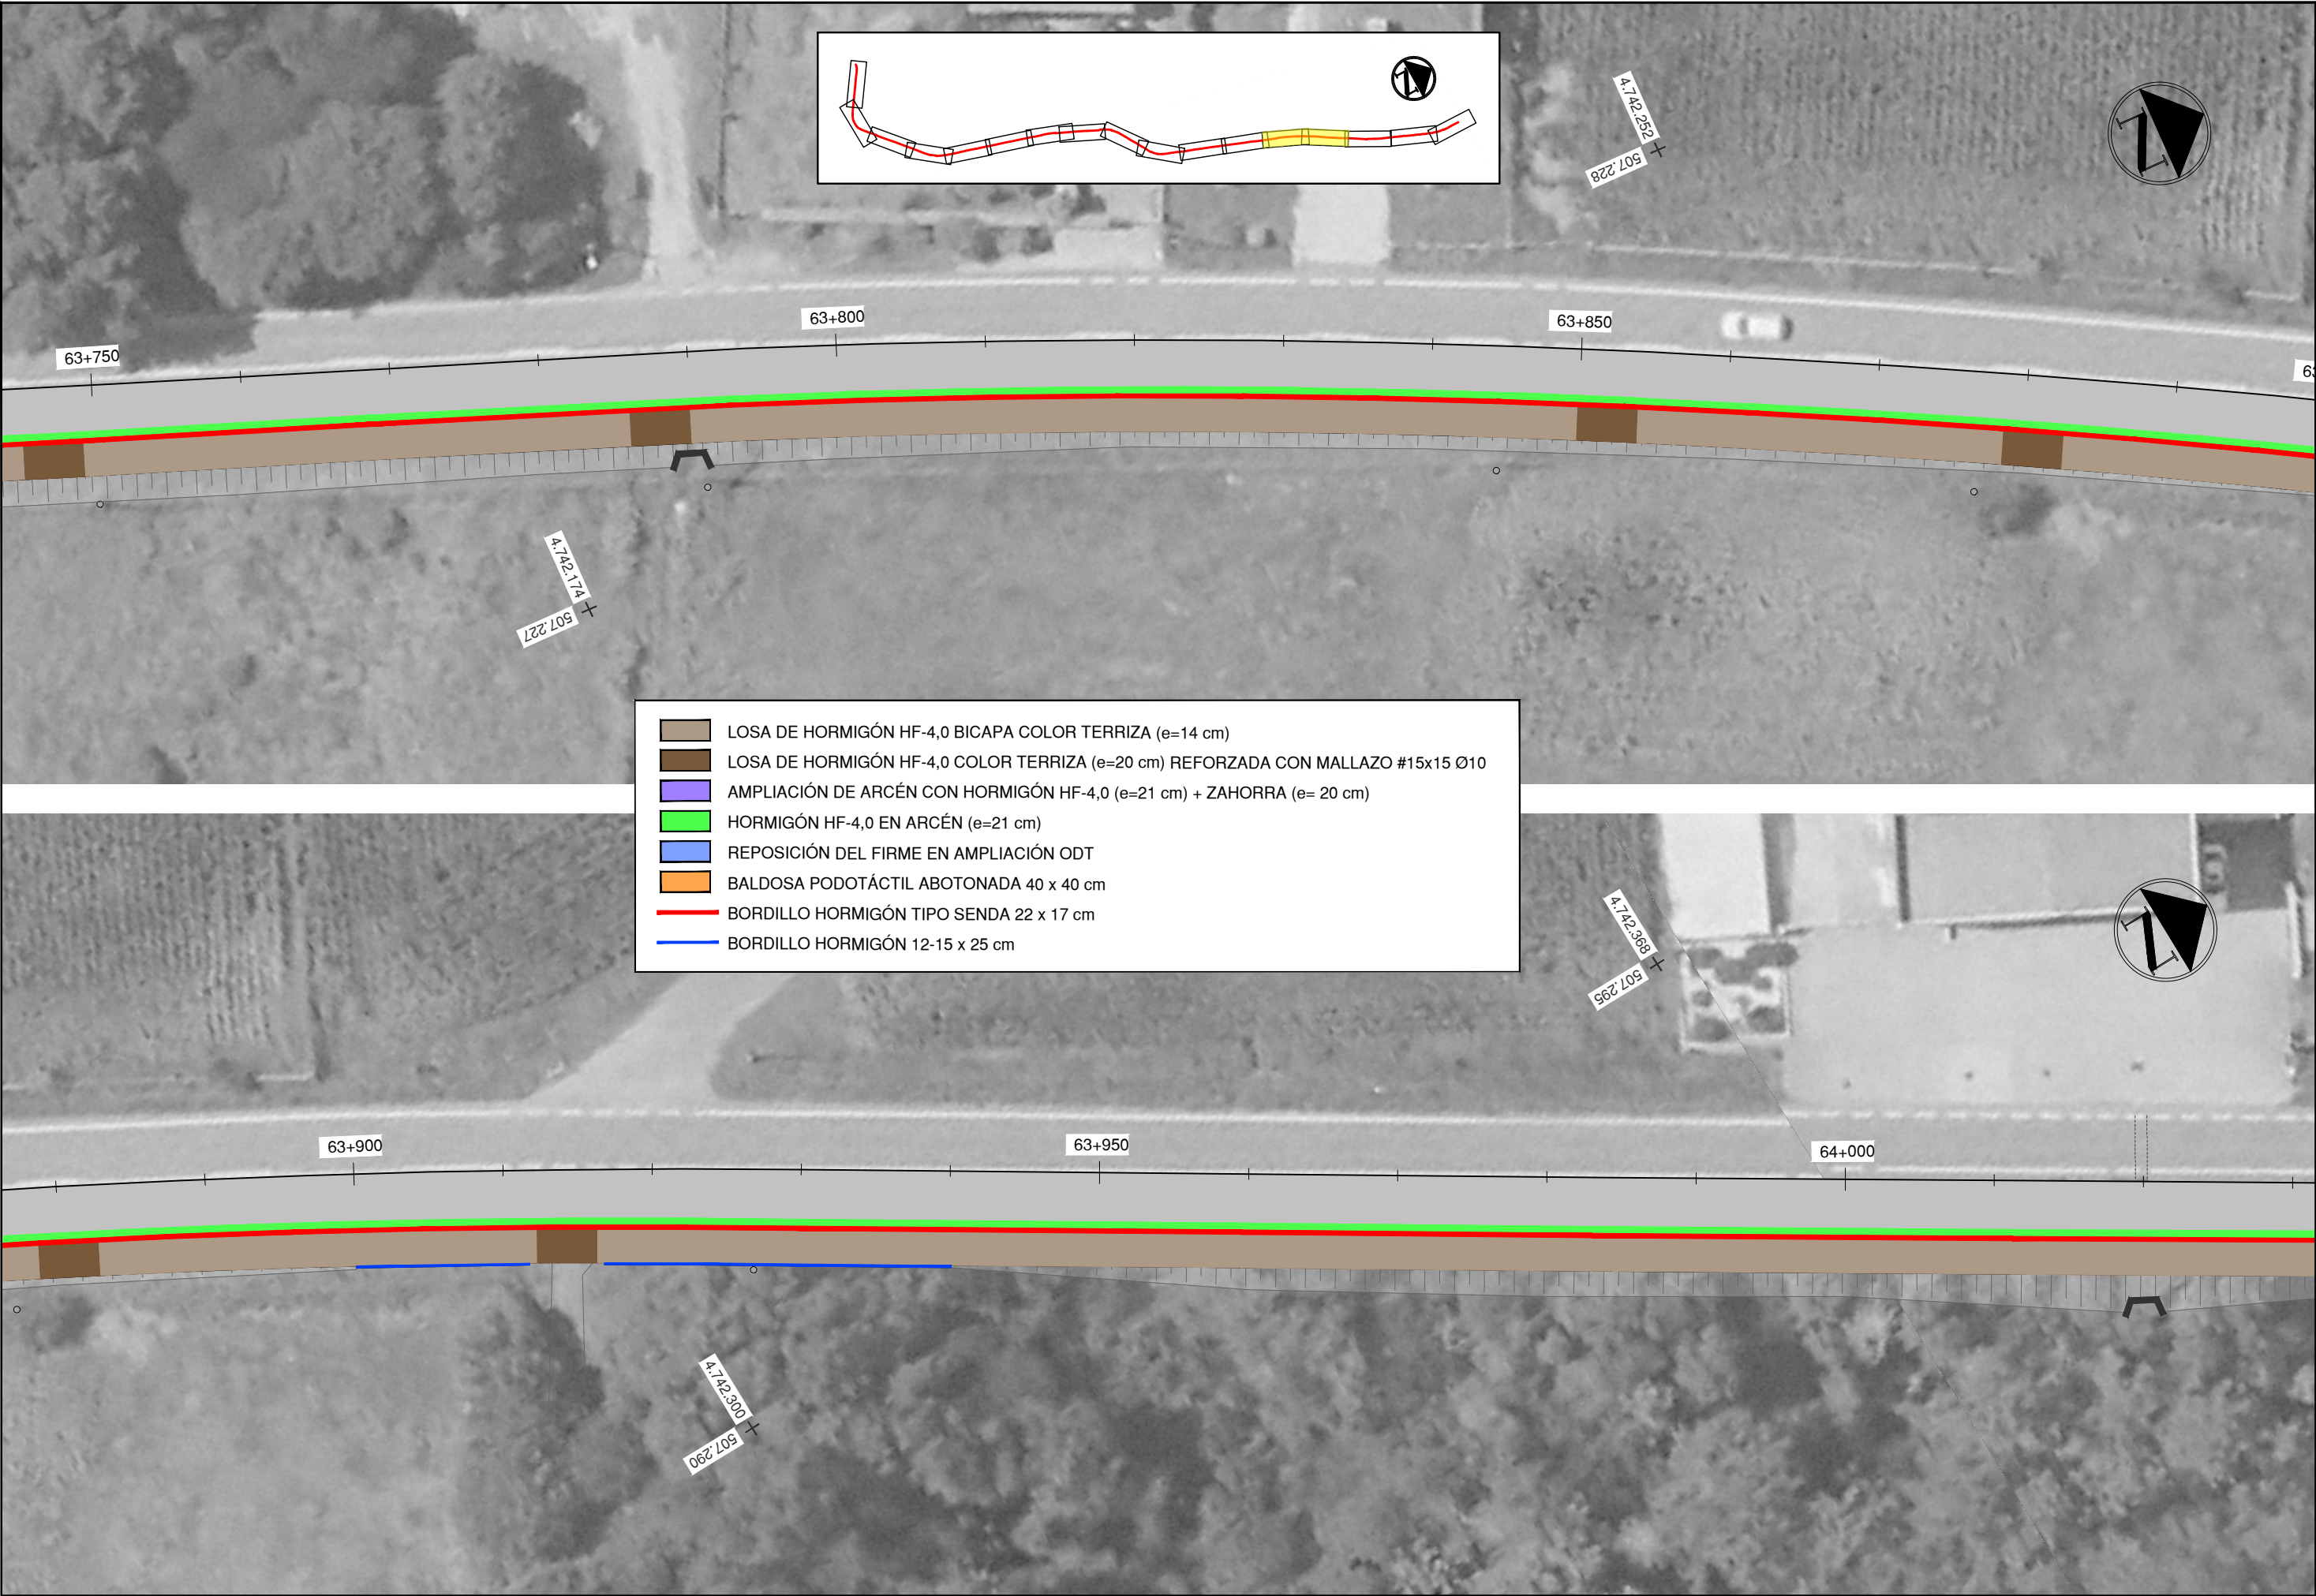 4.742.252
507.228
63+750
63+800
63+850
63
4.742.174
507.227
LOSA DE HORMIGÓN HF-4,0 BICAPA COLOR TERRIZA (e=14 cm)
LOSA DE HORMIGÓN HF-4,0 COLOR TERRIZA (e=20 cm) REFORZADA CON MALLAZO #15x15 Ø10
AMPLIACIÓN DE ARCÉN CON HORMIGÓN HF-4,0 (e=21 cm) + ZAHORRA (e= 20 cm)
HORMIGÓN HF-4,0 EN ARCÉN (e=21 cm)
REPOSICIÓN DEL FIRME EN AMPLIACIÓN ODT
BALDOSA PODOTÁCTIL ABOTONADA 40 x 40 cm
BORDILLO HORMIGÓN TIPO SENDA 22 x 17 cm
BORDILLO HORMIGÓN 12-15 x 25 cm
4.742.368
507.295
63+900
63+950
64+000
4.742.300
507.290